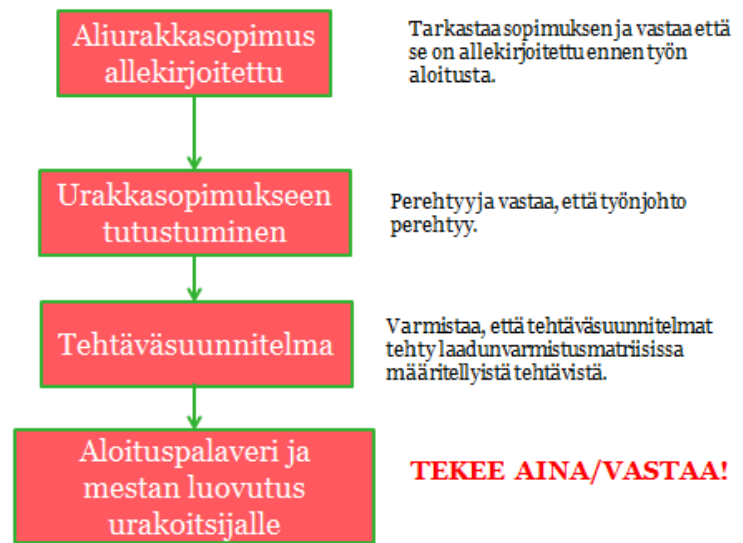 Aliurakkasopimus
allekirjoitettu
Tarkastaa sopimuksen ja vastaa että
se on allekirjoitettu ennen työn
aloitusta.
Urakkasopimukseen
tutustuminen
Perehtyy ja vastaa, että työnjohto
perehtyy.
Tehtäväsuunnitelma
Varmistaa, että tehtäväsuunnitelmat
tehty laadunvarmistusmatriisissa
määritellyistä tehtävistä.
Aloituspalaveri ja
mestan luovutus
urakoitsijalle
TEKEE AINA/VASTAA!